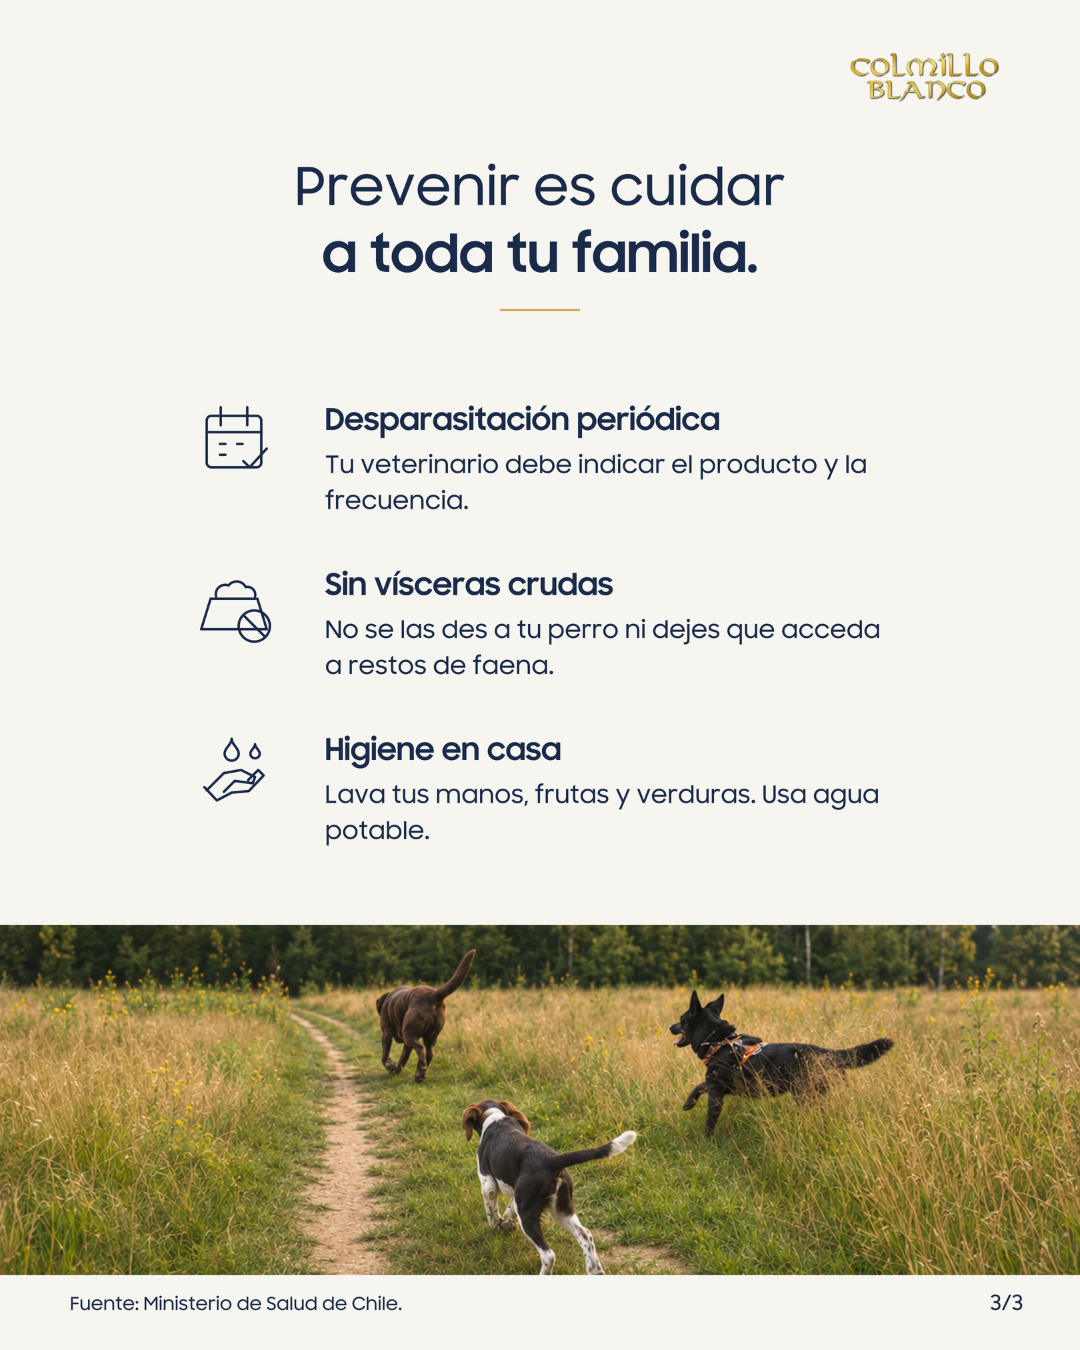 COLMILLO
BLANCO
Prevenir es cuidar
a toda tu familia.
Desparasitación periódica
Tu veterinario debe indicar el producto y la
frecuencia.
Sin vísceras crudas
No se las des a tu perro ni dejes que acceda
a restos de faena.
Higiene en casa
Lava tus manos, frutas y verduras. Usa agua
potable.
Fuente: Ministerio de Salud de Chile.
3/3